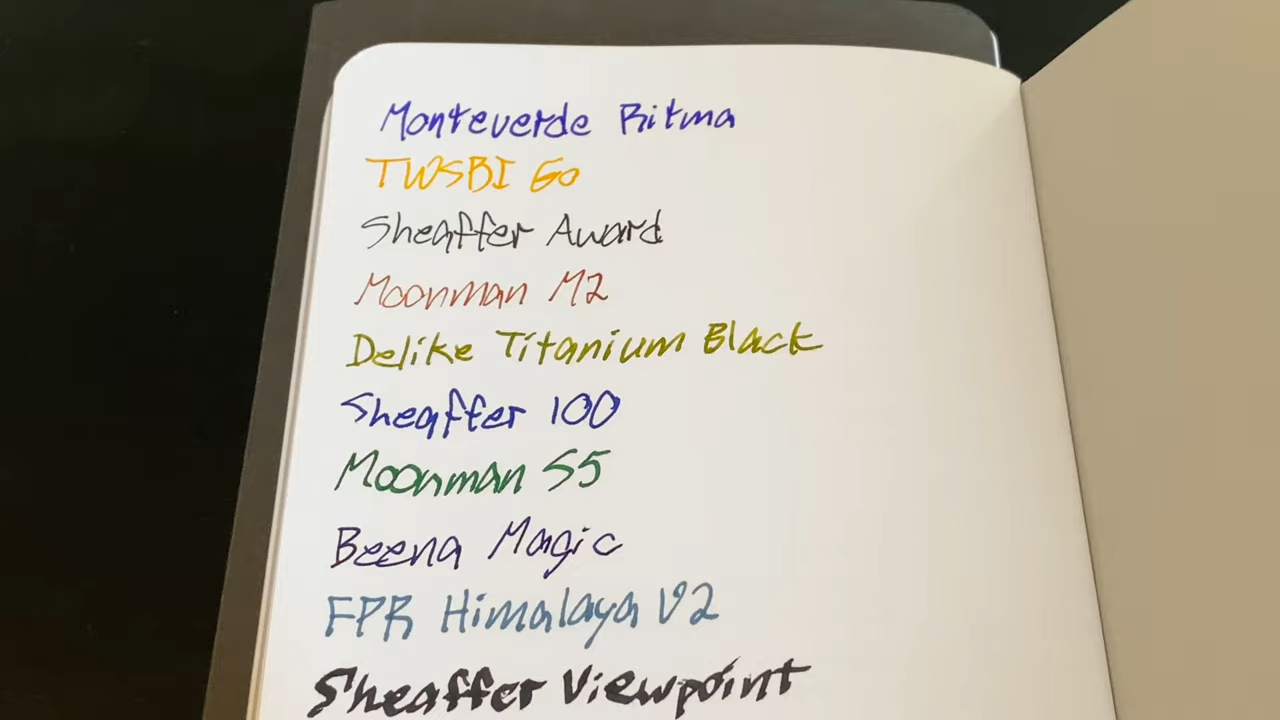 Monteverde Ritma
TWSBI Go
Sheaffer Award
Moonman M2
Delike Titanium Black
Sheaffer 100
Moonman S5
Beena Magic
FPR Himalaya V2
Sheaffer Viewpoint